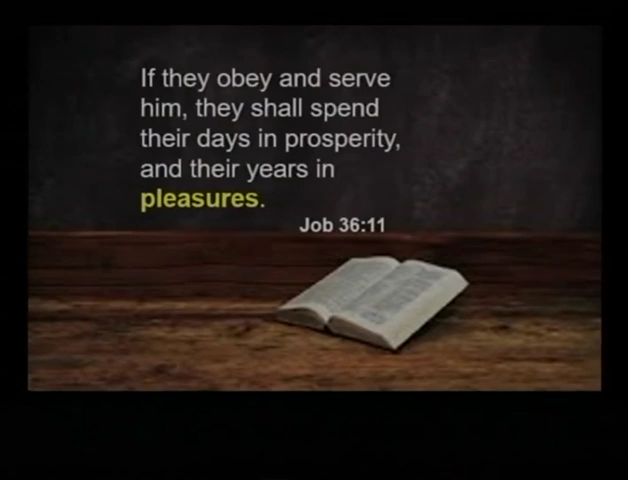 If they obey and serve
him, they shall spend
their days in prosperity,
and their years in
pleasures.
Job 36:11